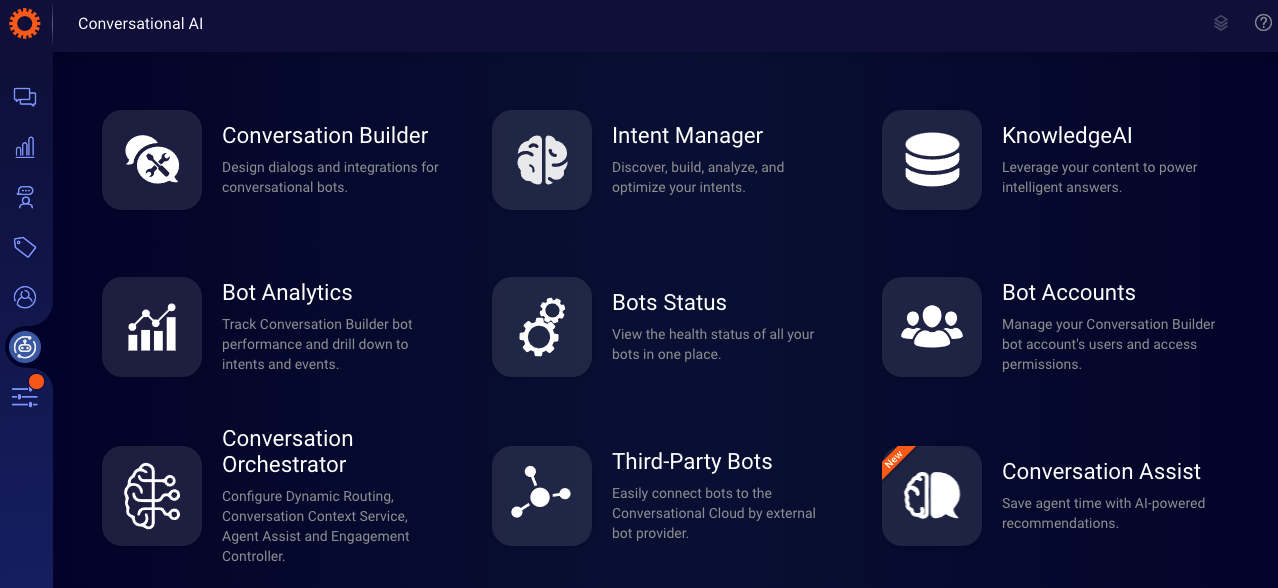 Conversational AI
Conversation Builder
Design dialogs and integrations for
conversational bots.
Intent Manager
Discover, build, analyze, and
optimize your intents.
KnowledgeAI
Leverage your content to power
intelligent answers.
Bot Analytics
Track Conversation Builder bot
performance and drill down to
intents and events.
Bots Status
View the health status of all your
bots in one place.
Bot Accounts
Manage your Conversation Builder
bot account's users and access
permissions.
Conversation
Orchestrator
Configure Dynamic Routing,
Conversation Context Service,
Agent Assist and Engagement
Controller.
Third-Party Bots
Easily connect bots to the
Conversational Cloud by external
bot provider.
New
Conversation Assist
Save agent time with AI-powered
recommendations.